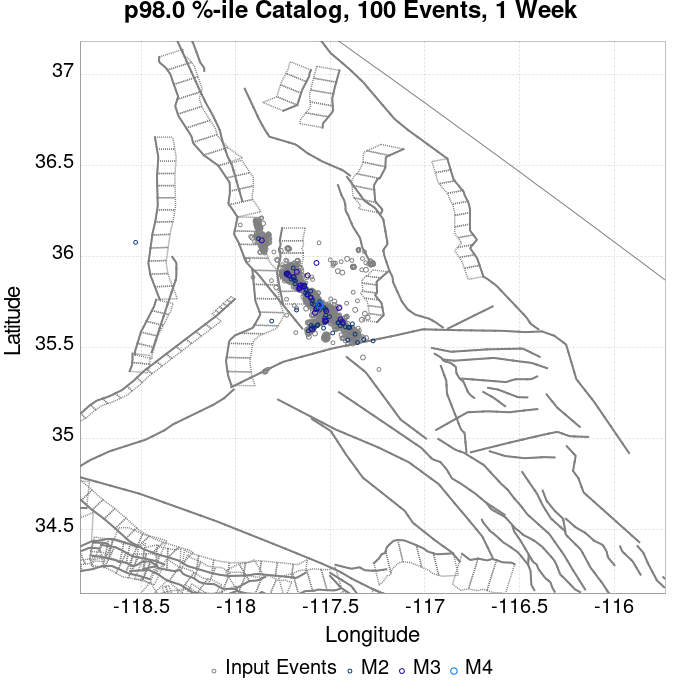 p98.0 %-ile Catalog, 100 Events, 1 Week
37
36.5
36
35.5
35
34.5
Latitude
-118.5 -118 -117.5 -117 -116.5 -116
Longitude
Input Events M2 M3 M4